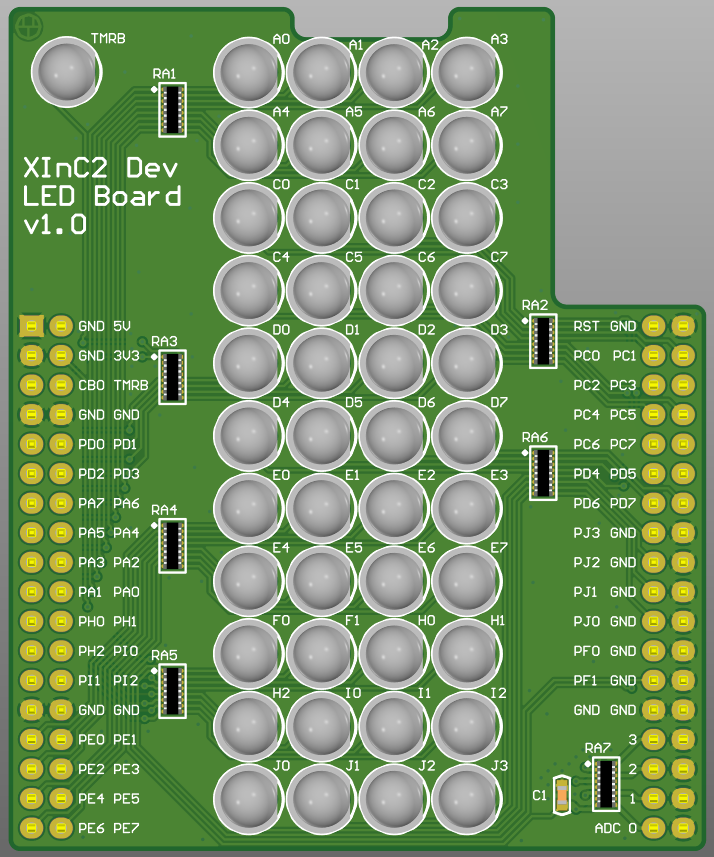 TMRB
A0 A1 A2 A3
RA1
A4 A5 A6 A7
XInC2 Dev
LED Board
v1.0
C0 C1 C2 C3
C4 C5 C6 C7
RA2
GND 5V
D0 D1 D2 D3
RST GND
RA3
GND 3V3
PC0 PC1
CB0 TMRB
PC2 PC3
D4 D5 D6 D7
GND GND
PC4 PC5
RA6
PD0 PD1
PC6 PC7
PD2 PD3
E0 E1 E2 E3
PD4 PD5
PA7 PA6
PD6 PD7
RA4
PA5 PA4
PJ3 GND
E4 E5 E6 E7
PA3 PA2
PJ2 GND
PA1 PA0
PJ1 GND
PH0 PH1
F0 F1 H0 H1
PJ0 GND
PH2 PI0
PF0 GND
RA5
PI1 PI2
PF1 GND
H2 I0 I1 I2
GND GND
GND GND
PE0 PE1
3
RA7
PE2 PE3
J0 J1 J2 J3
2
PE4 PE5
C1
1
PE6 PE7
ADC 0